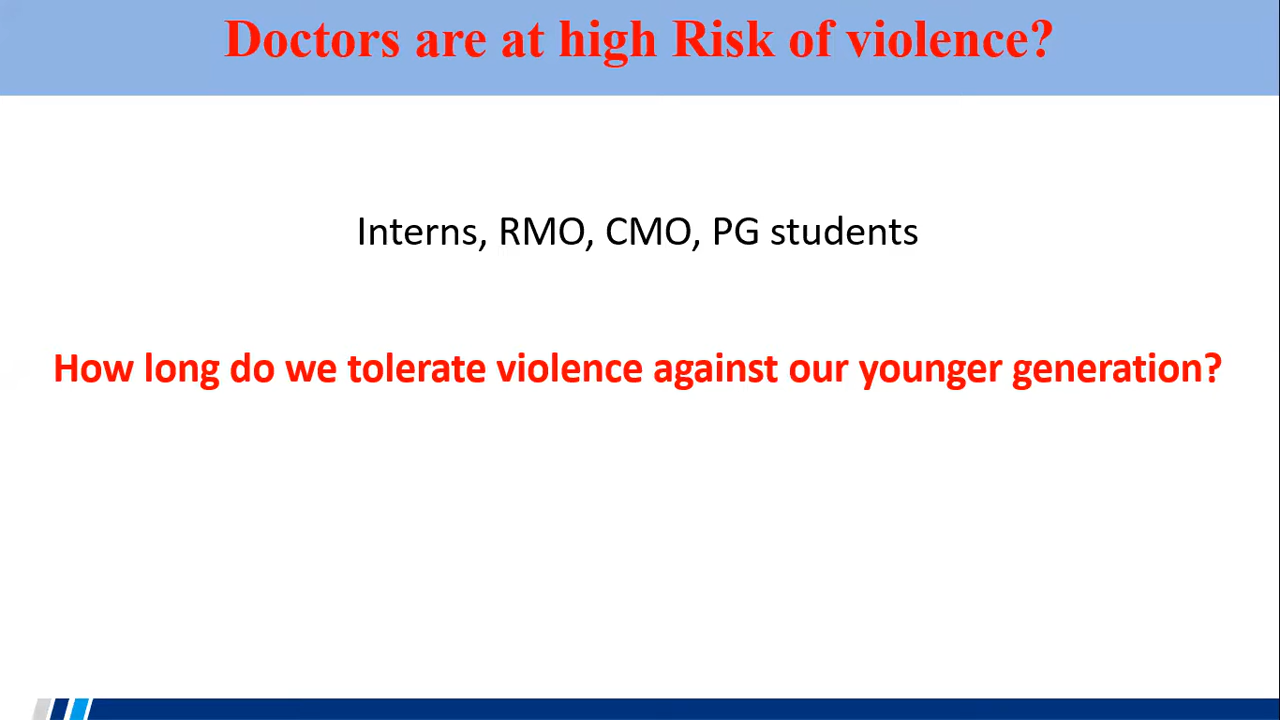 Doctors are at high Risk of violence?
Interns, RMO, CMO, PG students
How long do we tolerate violence against our younger generation?